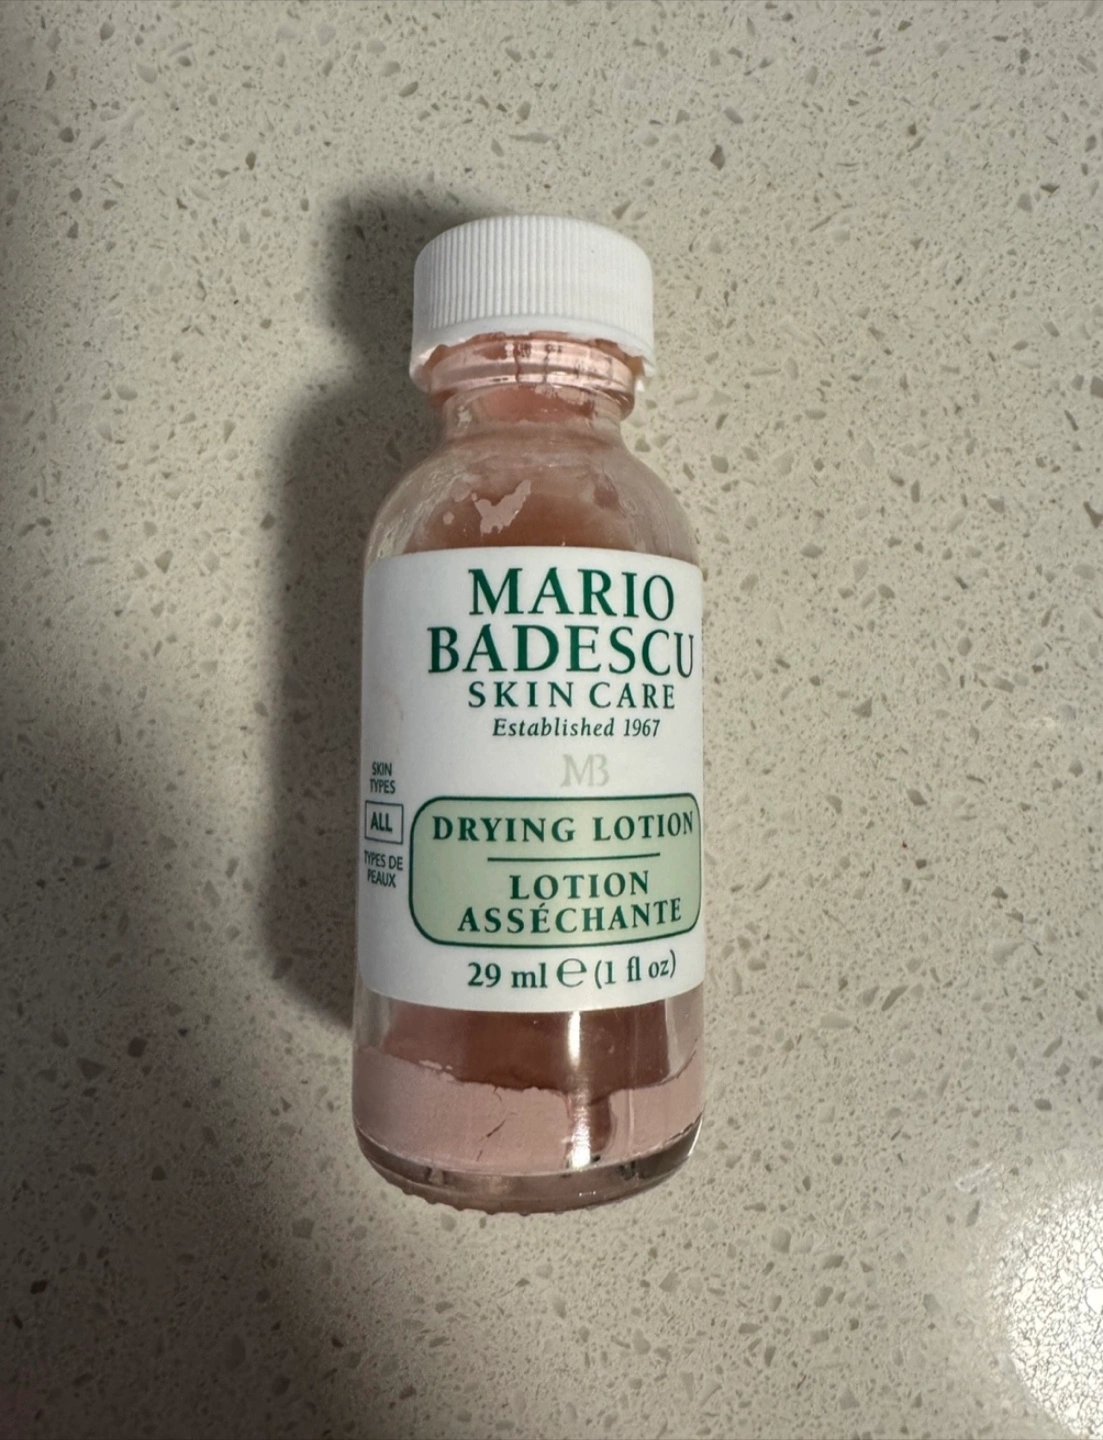 MARIO
BADESCU
SKIN CARE
Established 1967
MB
SKIN
TYPES
ALL
TYPES DE
PEAUX
DRYING LOTION
LOTION
ASSÉCHANTE
29 ml ℮ (1 fl oz)